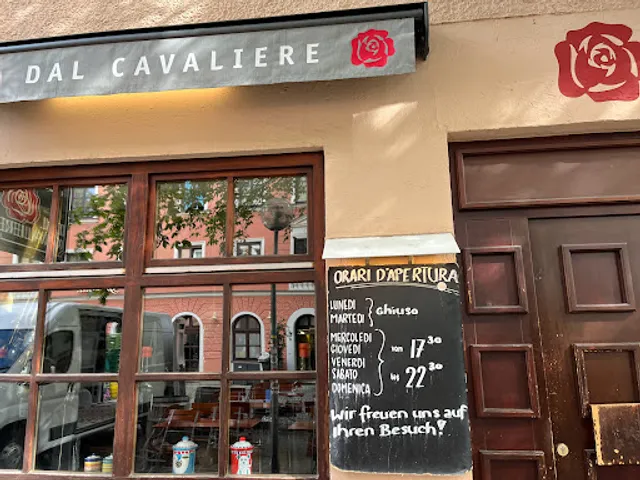 DAL CAVALIERE
ORARI D'APERTURA
LUNEDI
MARTEDI
chiuso
MERCOLEDI
GIOVEDI
VENERDI
SABATO
DOMENICA
von 17³⁰
bis 22³⁰
Wir freuen uns auf
Ihren Besuch!